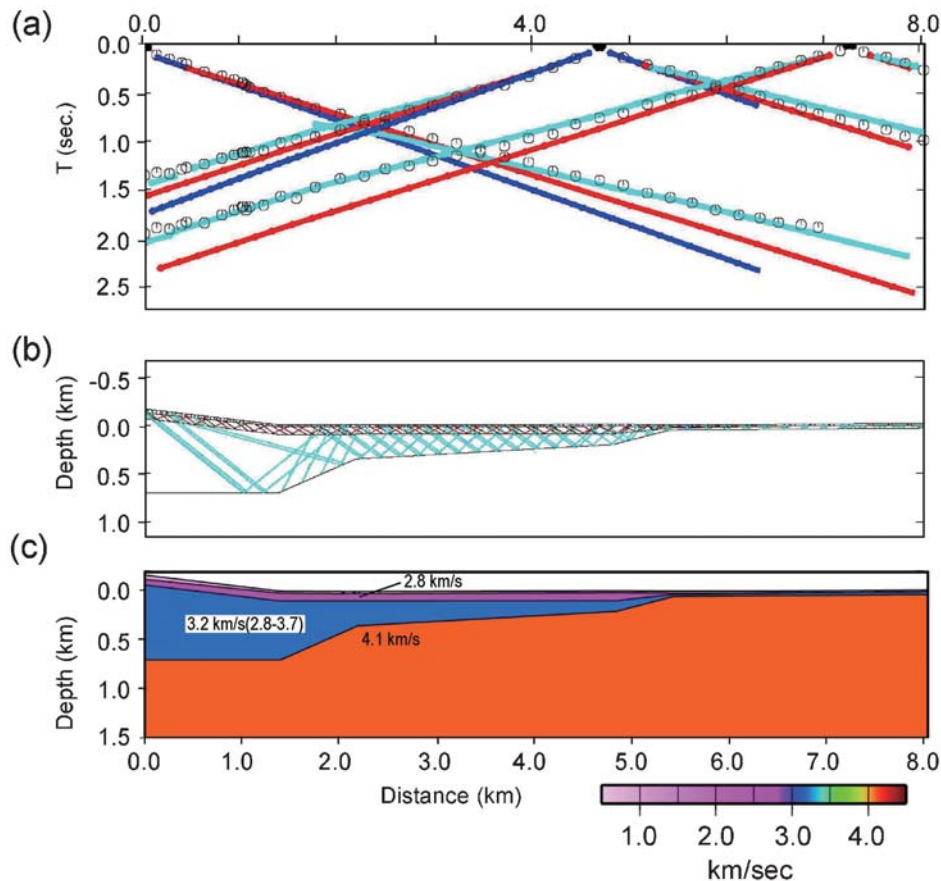 (a)
0.0 4.0 8.0
0.0
0.5
1.0
1.5
2.0
2.5
T (sec.)
(b)
-0.5
0.0
0.5
1.0
Depth (km)
(c)
0.0
0.5
1.0
1.5
Depth (km)
2.8 km/s
3.2 km/s(2.8-3.7)
4.1 km/s
0.0 1.0 2.0 3.0 4.0 5.0 6.0 7.0 8.0
Distance (km)
1.0 2.0 3.0 4.0
km/sec